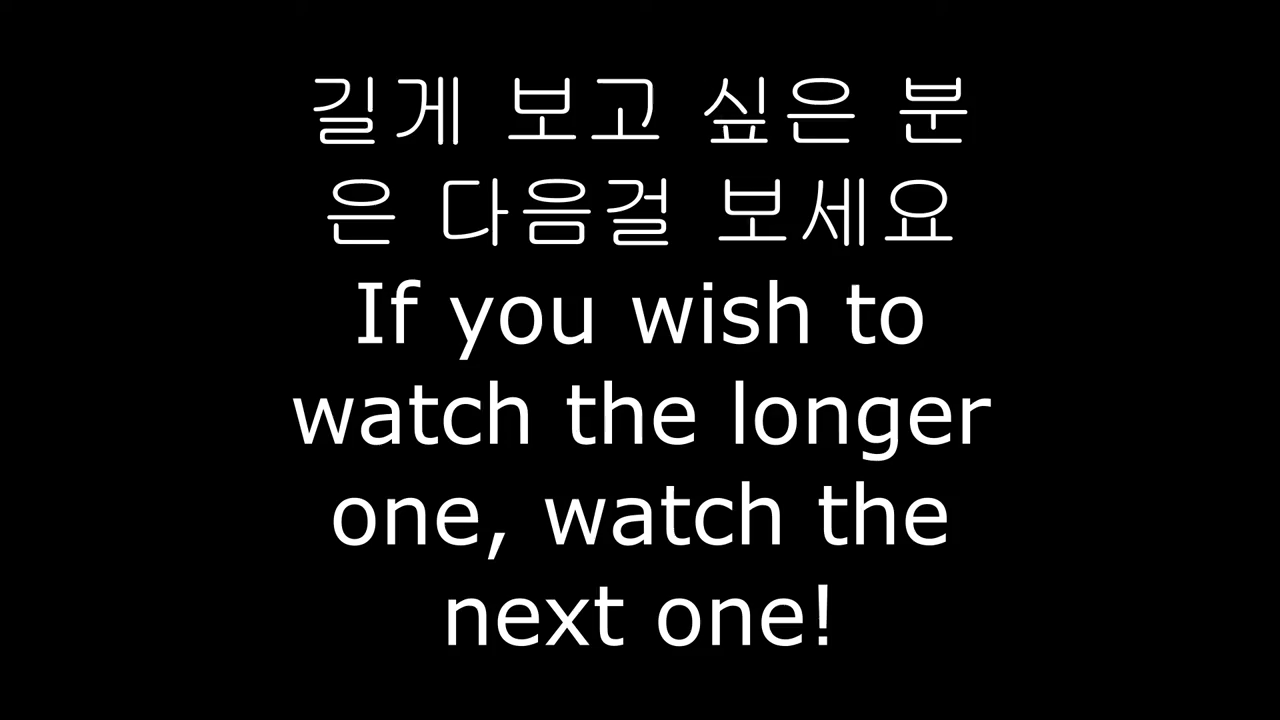 길게 보고 싶은 분
은 다음걸 보세요
If you wish to
watch the longer
one, watch the
next one!